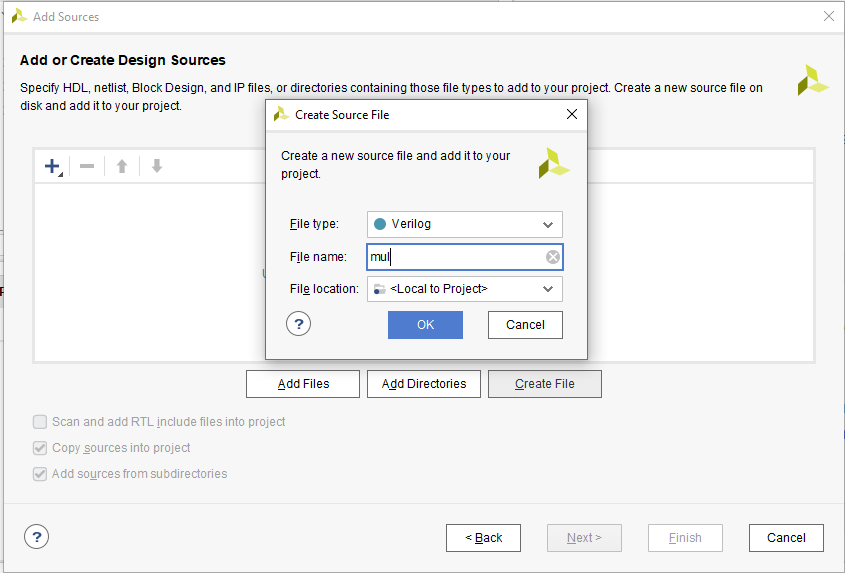 Add Sources
Add or Create Design Sources
Specify HDL, netlist, Block Design, and IP files, or directories containing those file types to add to your project. Create a new source file on
disk and add it to your project.
Create Source File
Create a new source file and add it to your
project.
File type:
Verilog
File name:
mul
File location:
<Local to Project>
?
OK
Cancel
Add Files
Add Directories
Create File
Scan and add RTL include files into project
Copy sources into project
Add sources from subdirectories
?
< Back
Next >
Finish
Cancel